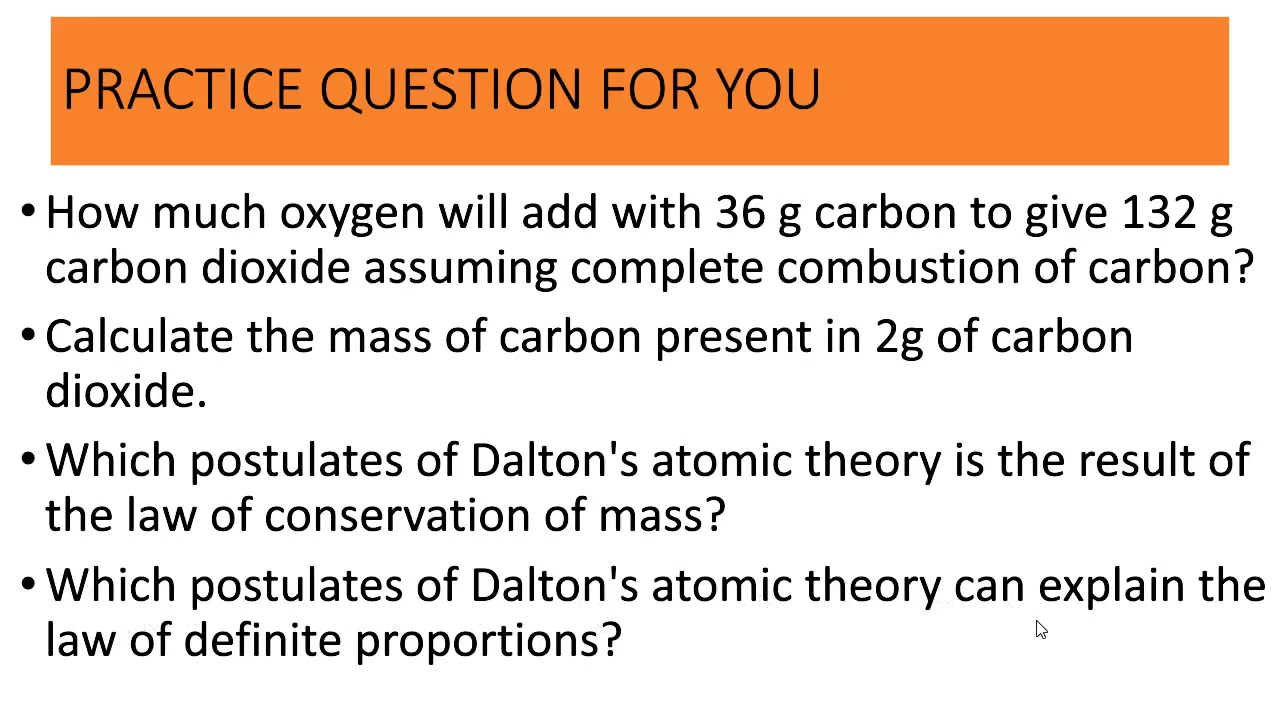 PRACTICE QUESTION FOR YOU
• How much oxygen will add with 36 g carbon to give 132 g
carbon dioxide assuming complete combustion of carbon?
• Calculate the mass of carbon present in 2g of carbon
dioxide.
• Which postulates of Dalton's atomic theory is the result of
the law of conservation of mass?
• Which postulates of Dalton's atomic theory can explain the
law of definite proportions?